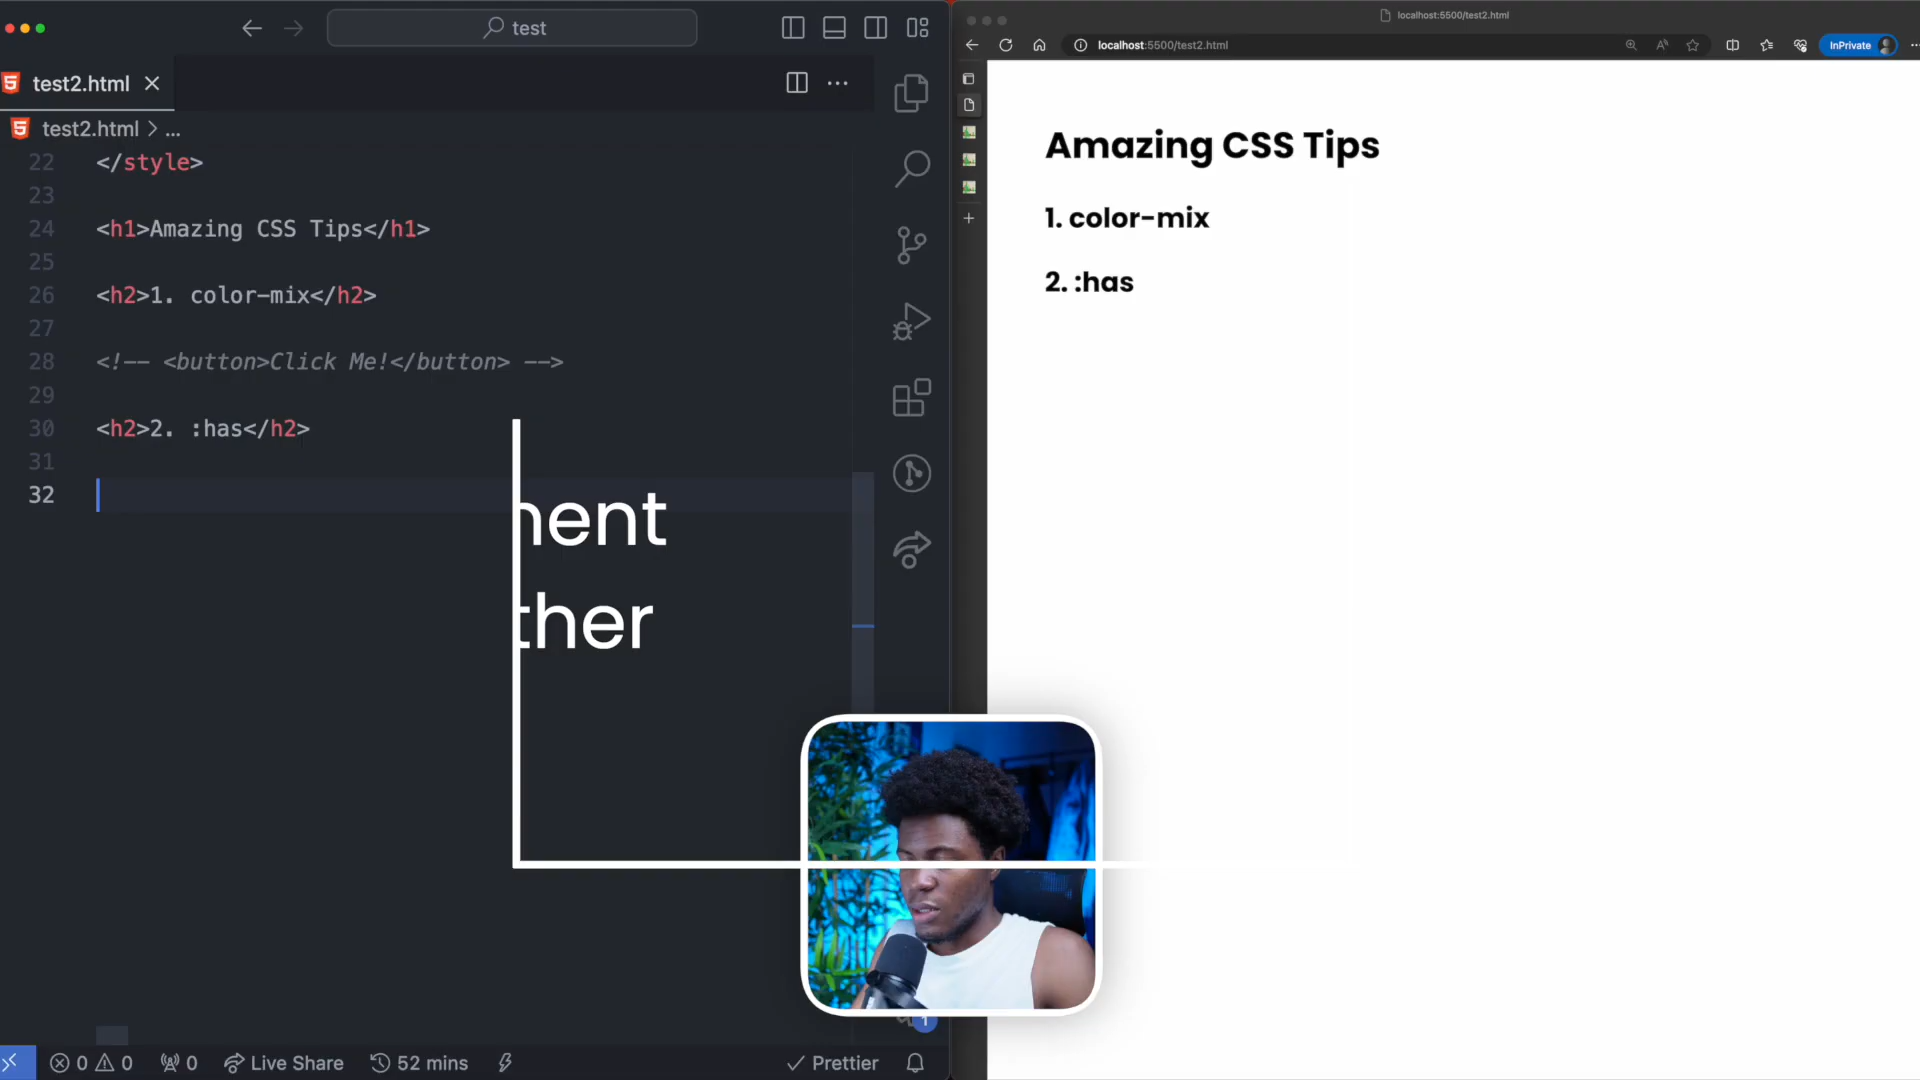 test
test2.html
test2.html > ...
22 </style>
23
24 <h1>Amazing CSS Tips</h1>
25
26 <h2>1. color-mix</h2>
27
28 <!-- <button>Click Me!</button> -->
29
30 <h2>2. :has</h2>
31
32
nent
ther
1
0 0 0 Live Share 52 mins Prettier
localhost:5500/test2.html
localhost:5500/test2.html InPrivate
Amazing CSS Tips
1. color-mix
2. :has